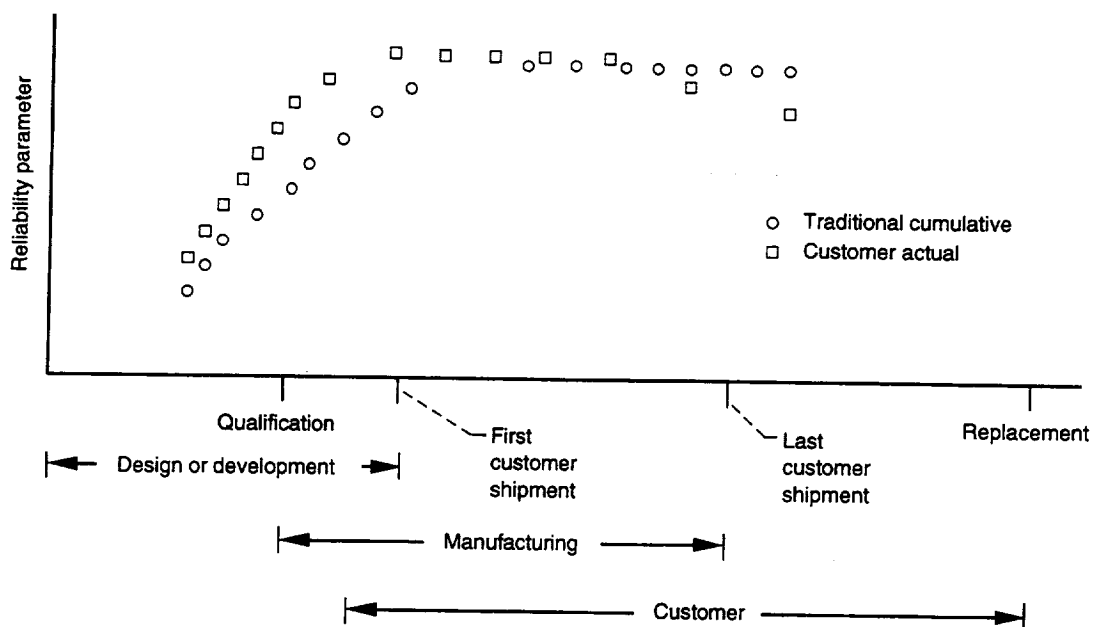 Reliability parameter
Traditional cumulative
Customer actual
Qualification
First
customer
shipment
Last
customer
shipment
Replacement
Design or development
Manufacturing
Customer